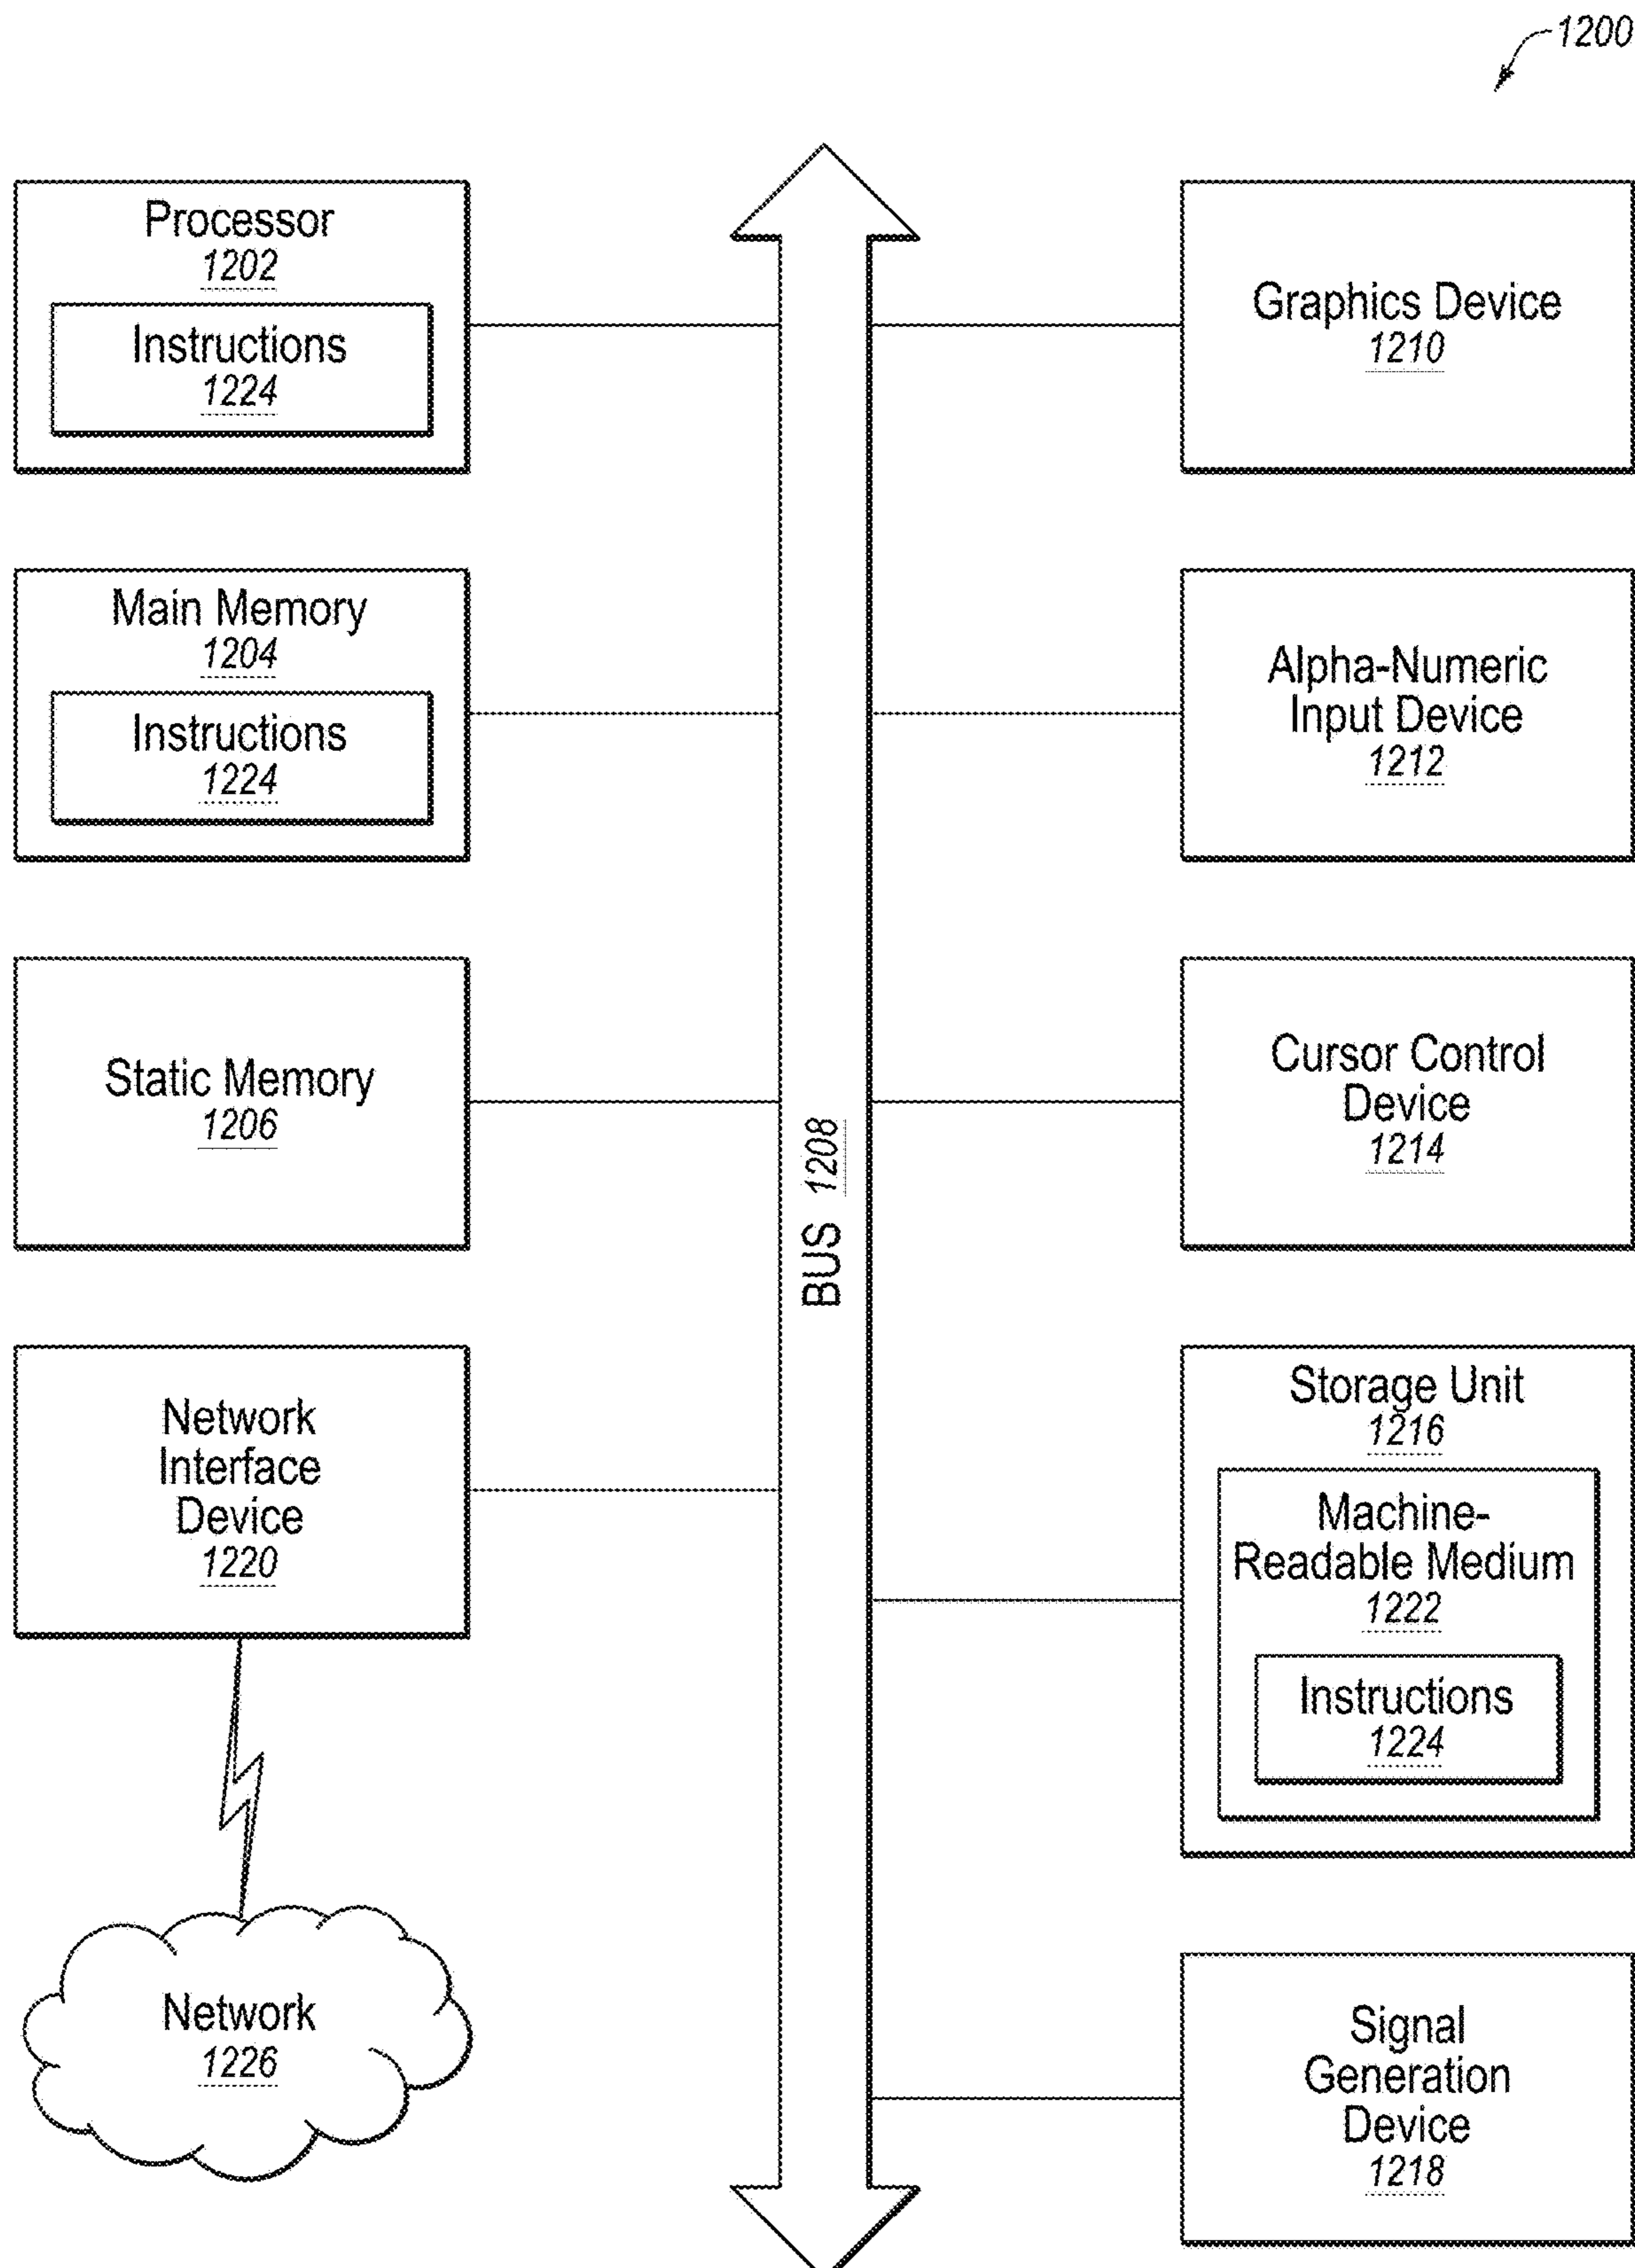 1200
Processor
1202
Instructions
1224
Main Memory
1204
Instructions
1224
Static Memory
1206
Network
Interface
Device
1220
Network
1226
BUS 1208
Graphics Device
1210
Alpha-Numeric
Input Device
1212
Cursor Control
Device
1214
Storage Unit
1216
Machine-
Readable Medium
1222
Instructions
1224
Signal
Generation
Device
1218